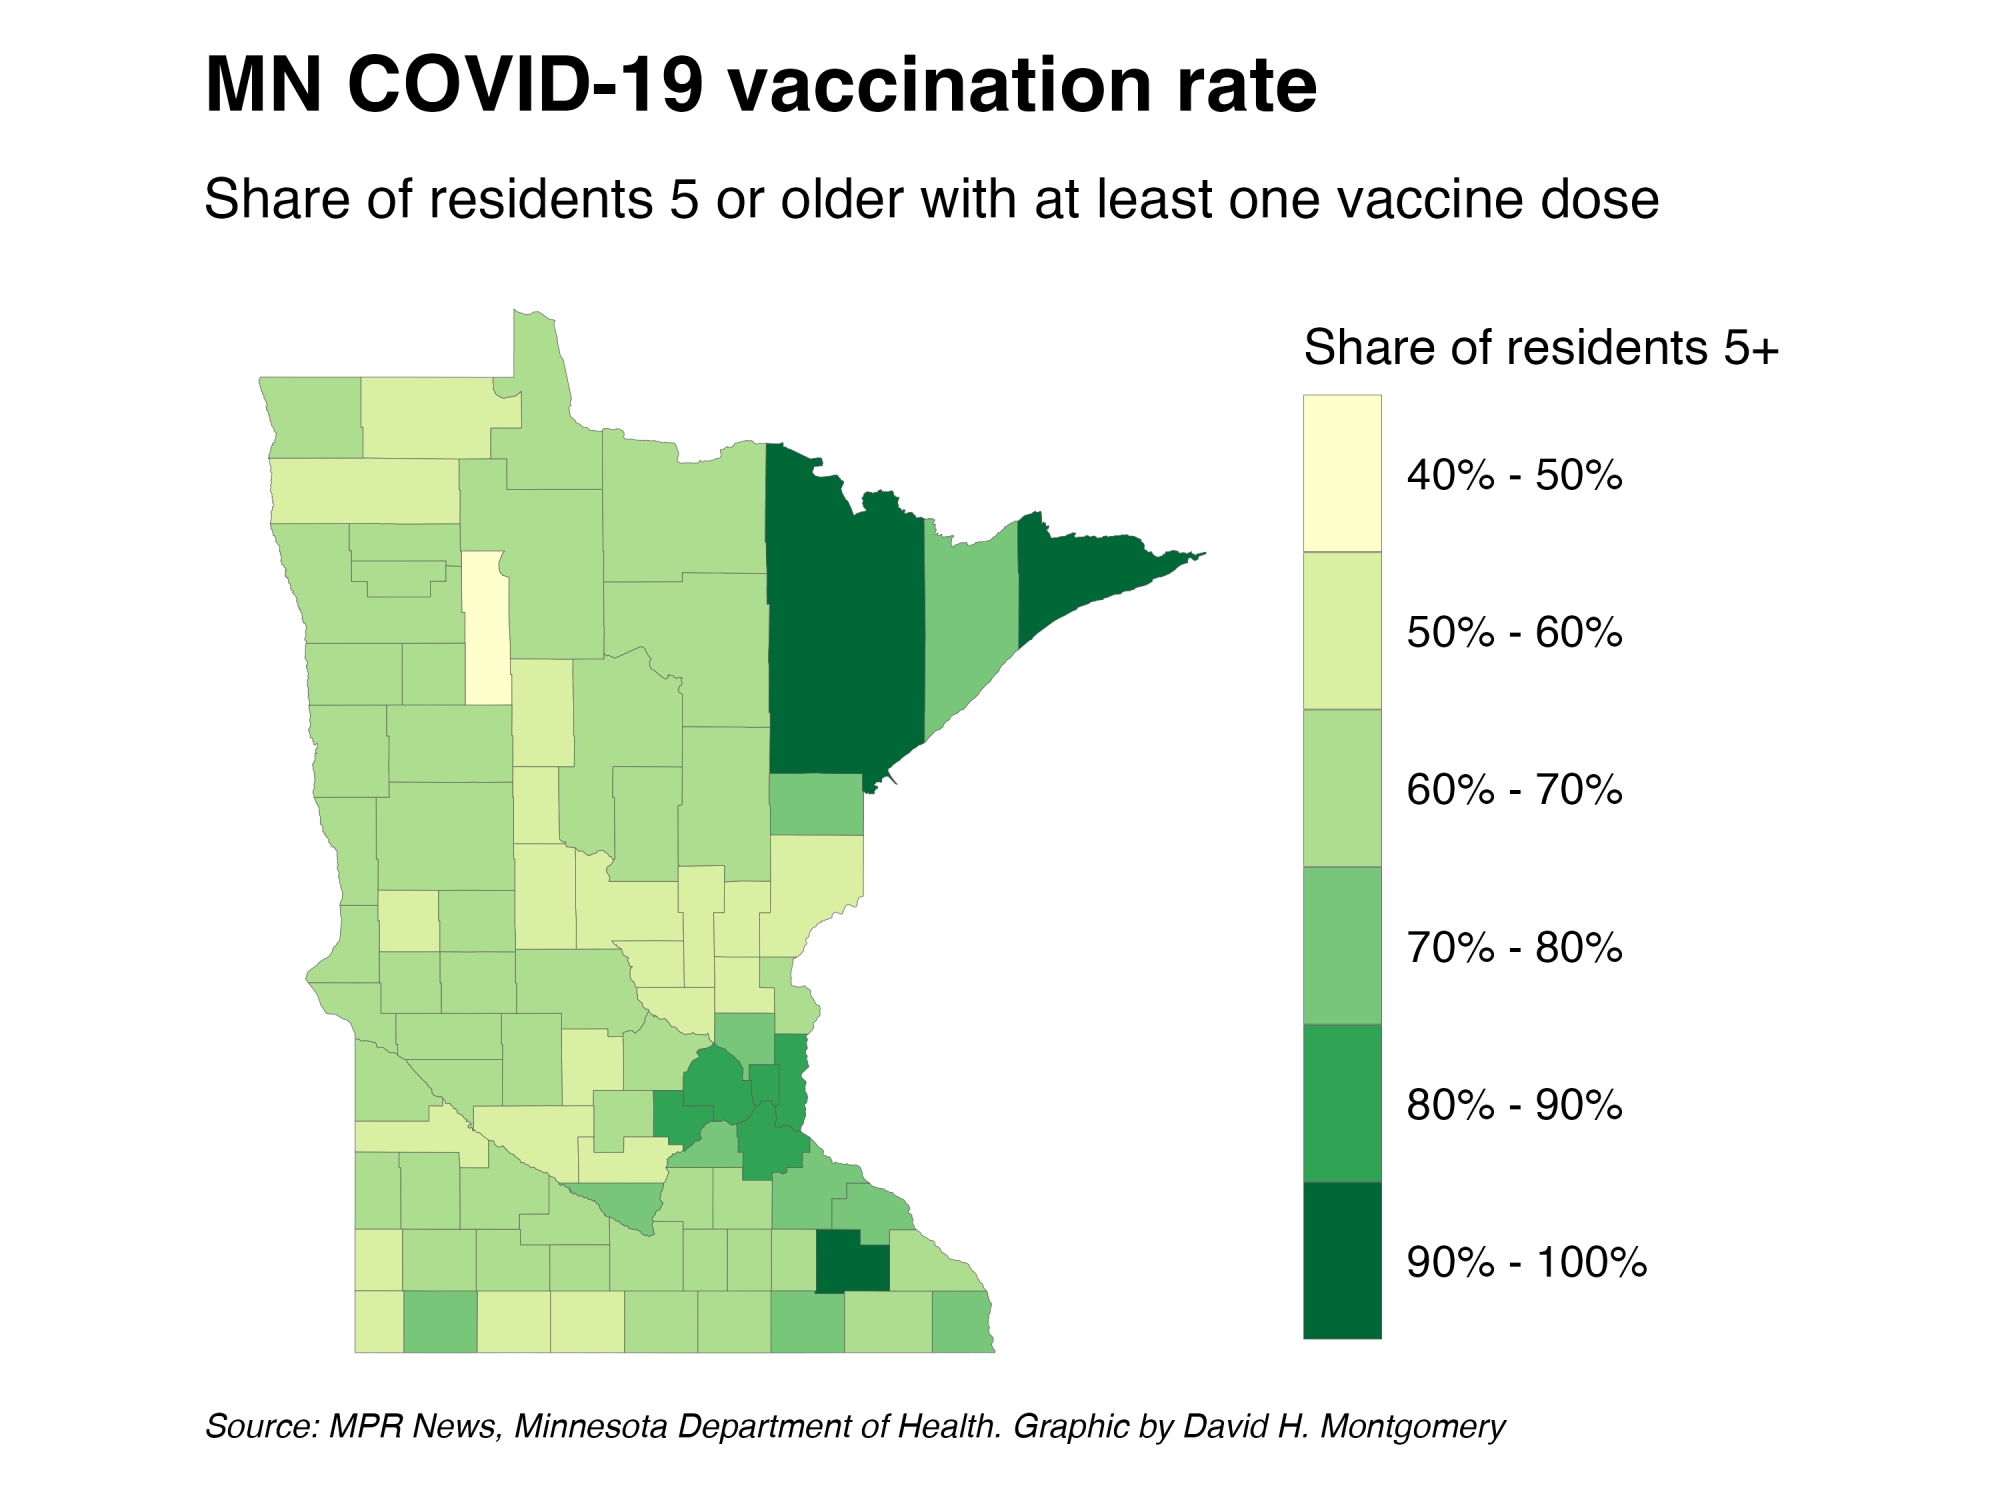 MN COVID-19 vaccination rate
Share of residents 5 or older with at least one vaccine dose
Share of residents 5+
40% - 50%
50% - 60%
60% - 70%
70% - 80%
80% - 90%
90% - 100%
Source: MPR News, Minnesota Department of Health. Graphic by David H. Montgomery